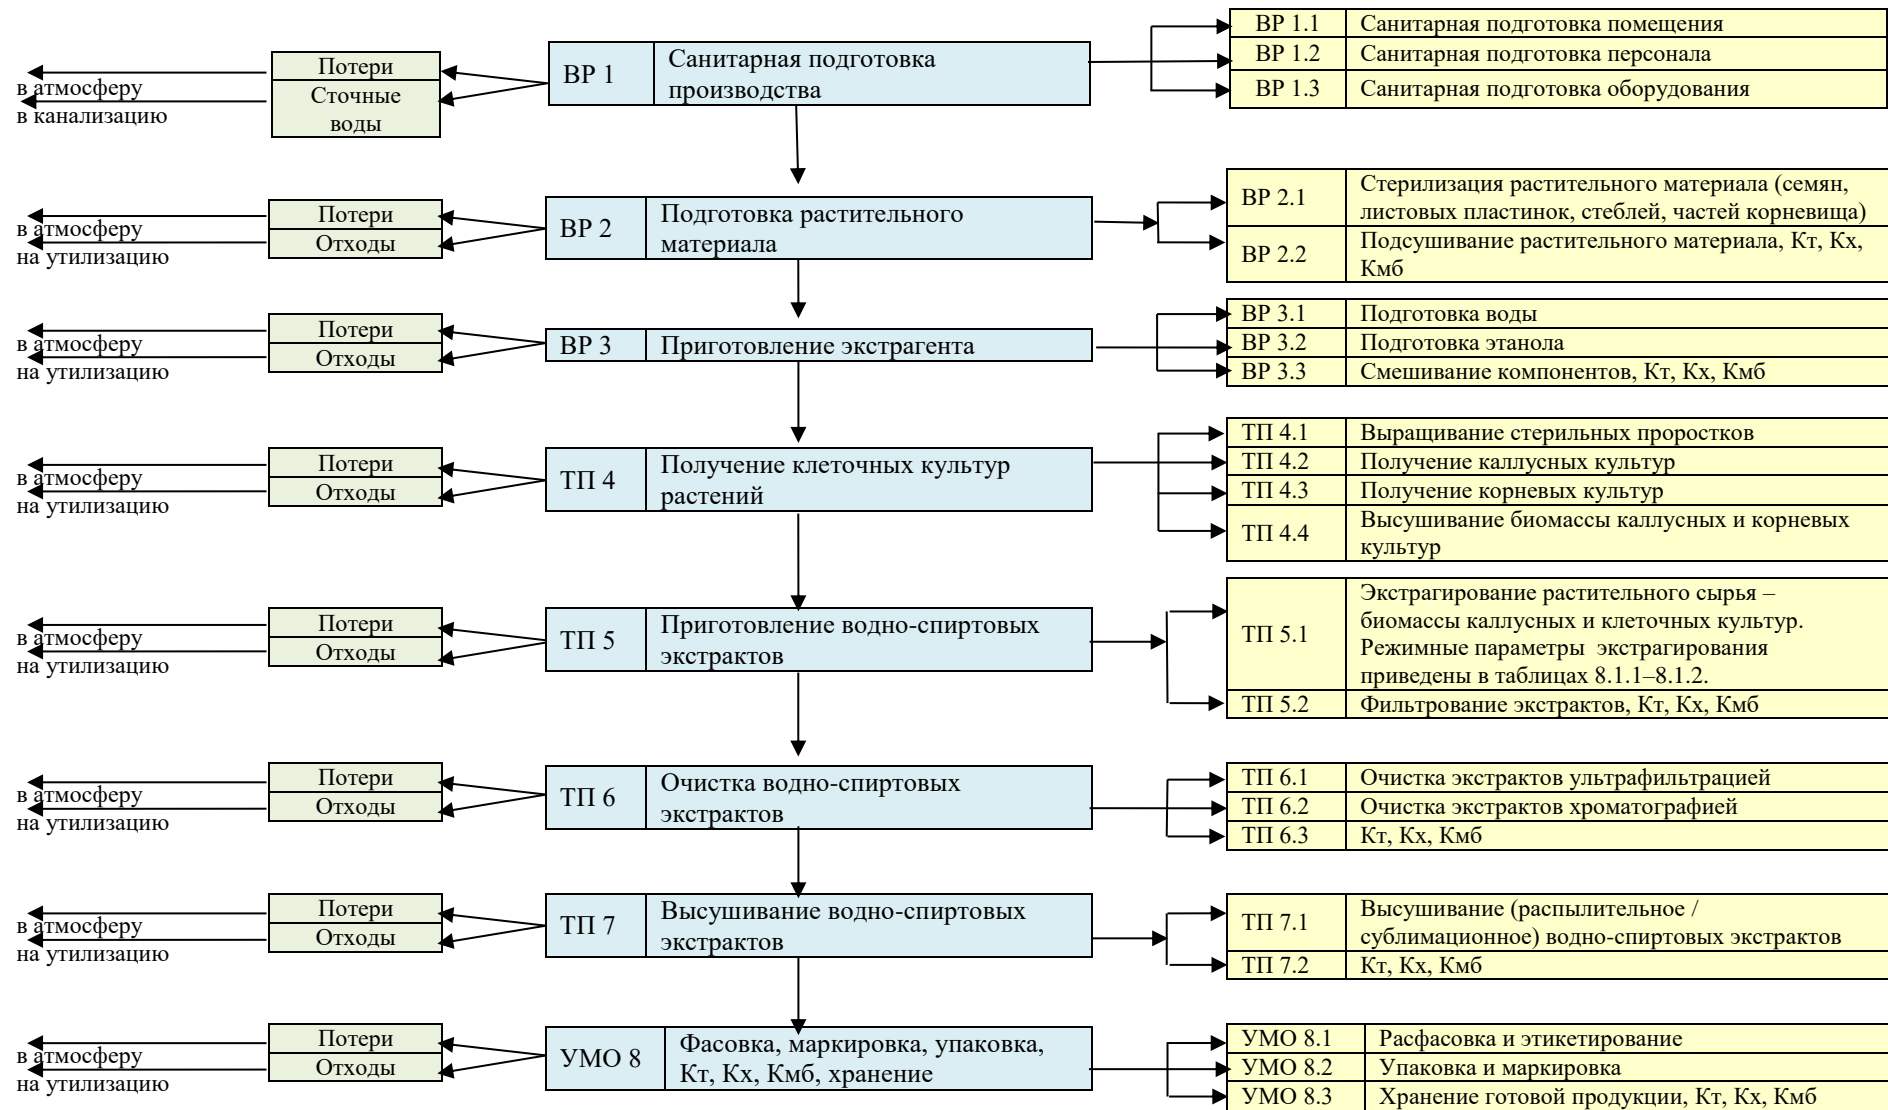 в атмосферу
в канализацию
Потери
Сточные
воды
ВР 1
Санитарная подготовка
производства
ВР 1.1 Санитарная подготовка помещения
ВР 1.2 Санитарная подготовка персонала
ВР 1.3 Санитарная подготовка оборудования
в атмосферу
на утилизацию
Потери
Отходы
ВР 2
Подготовка растительного
материала
ВР 2.1
Стерилизация растительного материала (семян,
листовых пластинок, стеблей, частей корневища)
ВР 2.2
Подсушивание растительного материала, Кт, Кх,
Кмб
в атмосферу
на утилизацию
Потери
Отходы
ВР 3 Приготовление экстрагента
ВР 3.1 Подготовка воды
ВР 3.2 Подготовка этанола
ВР 3.3 Смешивание компонентов, Кт, Кх, Кмб
в атмосферу
на утилизацию
Потери
Отходы
ТП 4
Получение клеточных культур
растений
ТП 4.1 Выращивание стерильных проростков
ТП 4.2 Получение каллусных культур
ТП 4.3 Получение корневых культур
ТП 4.4
Высушивание биомассы каллусных и корневых
культур
в атмосферу
на утилизацию
Потери
Отходы
ТП 5
Приготовление водно-спиртовых
экстрактов
ТП 5.1
Экстрагирование растительного сырья –
биомассы каллусных и клеточных культур.
Режимные параметры экстрагирования
приведены в таблицах 8.1.1–8.1.2.
ТП 5.2 Фильтрование экстрактов, Кт, Кх, Кмб
в атмосферу
на утилизацию
Потери
Отходы
ТП 6
Очистка водно-спиртовых
экстрактов
ТП 6.1 Очистка экстрактов ультрафильтрацией
ТП 6.2 Очистка экстрактов хроматографией
ТП 6.3 Кт, Кх, Кмб
в атмосферу
на утилизацию
Потери
Отходы
ТП 7
Высушивание водно-спиртовых
экстрактов
ТП 7.1
Высушивание (распылительное /
сублимационное) водно-спиртовых экстрактов
ТП 7.2 Кт, Кх, Кмб
в атмосферу
на утилизацию
Потери
Отходы
УМО 8
Фасовка, маркировка, упаковка,
Кт, Кх, Кмб, хранение
УМО 8.1 Расфасовка и этикетирование
УМО 8.2 Упаковка и маркировка
УМО 8.3 Хранение готовой продукции, Кт, Кх, Кмб